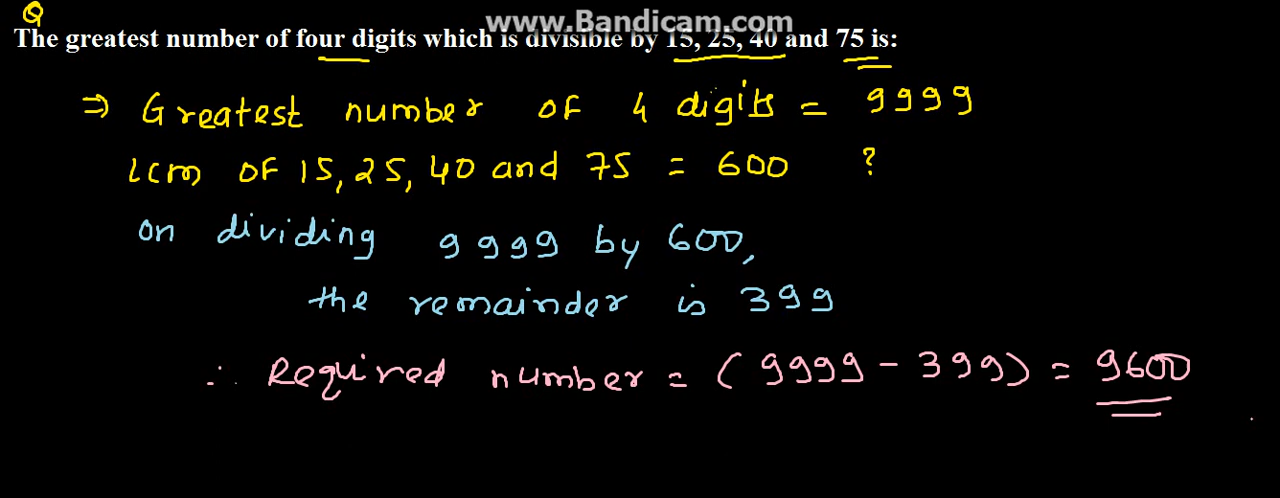 Q
www.Bandicam.com
The greatest number of four digits which is divisible by 15, 25, 40 and 75 is:
⇒ Greatest number of 4 digits = 9999
LCM OF 15, 25, 40 and 75 = 600 ?
on dividing 9999 by 600,
the remainder is 399
∴ Required number = (9999 - 399) = 9600